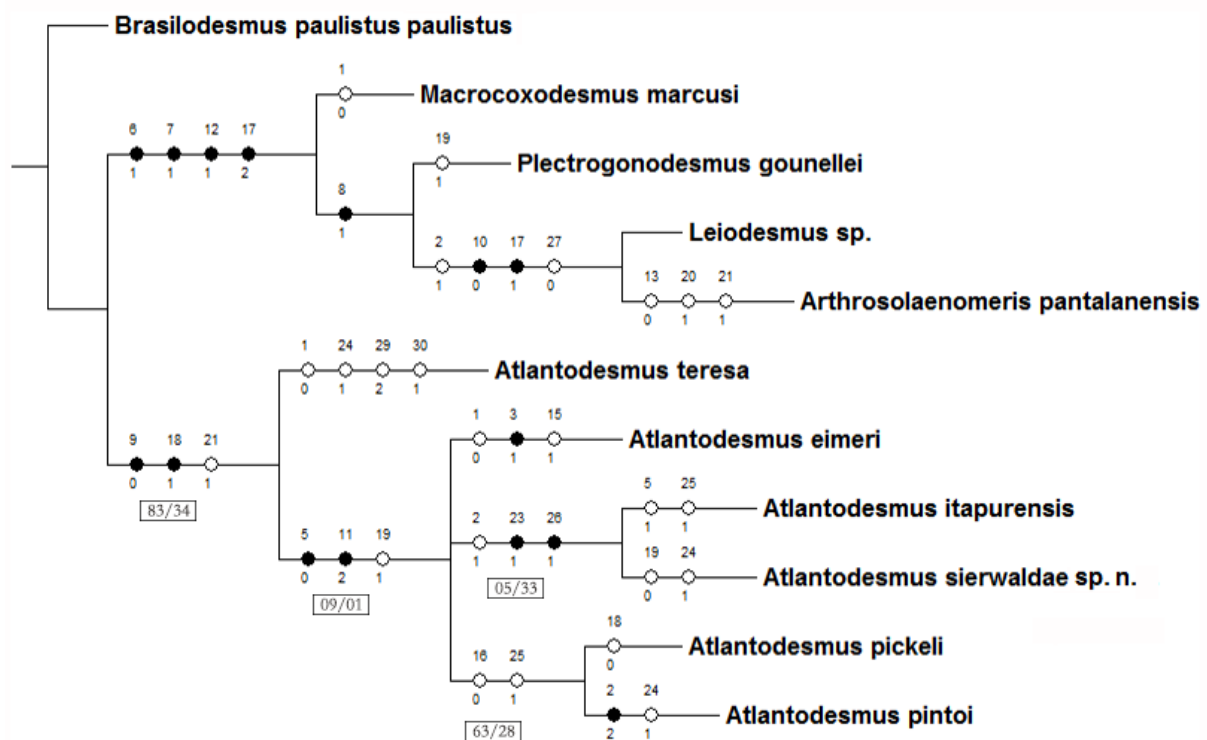 Brasilodesmus paulistus paulistus
1
Macrocoxodesmus marcusi
0
6 7 12 17
1 1 1 2
19
Plectrogonodesmus gounellei
1
8
1
Leiodesmus sp.
2 10 17 27
1 0 1 0
13 20 21
Arthrosolaenomeris pantalanensis
0 1 1
1 24 29 30
Atlantodesmus teresa
0 1 2 1
1 3 15
Atlantodesmus eimeri
0 1 1
9 18 21
0 1 1
83/34
5 25
Atlantodesmus itapurensis
1 1
2 23 26
1 1 1
05/33
19 24
Atlantodesmus sierwaldae sp. n.
0 1
5 11 19
0 2 1
09/01
18
Atlantodesmus pickeli
0
16 25
0 1
63/28
2 24
Atlantodesmus pintoi
2 1